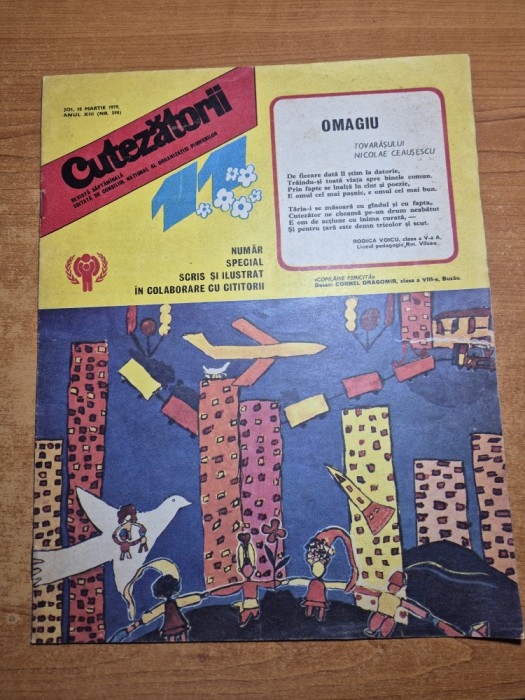 JOI, 15 MARTIE 1979,
ANUL XIII (NR. 598)
Cutezătorii
REVISTĂ SĂPTĂMÎNALĂ
EDITATĂ DE CONSILIUL NAȚIONAL AL ORGANIZAȚIEI PIONIERILOR
11
NUMĂR
SPECIAL
SCRIS ȘI ILUSTRAT
ÎN COLABORARE CU CITITORII
OMAGIU
TOVARĂȘULUI
NICOLAE CEAUȘESCU
De fiecare dată îl știm la datorie,
Trăindu-și toată viața spre binele comun.
Prin fapte se înalță la cînt și poezie,
E omul cel mai pașnic, e omul cel mai bun.
Tăria-i se măsoară cu gîndul și cu fapta,
Cutezător ne cheamă pe-un drum neabătut
E om de acțiune cu inima curată, —
Și pentru țară este demn tricolor și scut.
RODICA VOICU, clasa a V-a A,
Liceul pedagogic, Rm. Vîlcea
«COPILĂRIE FERICITĂ»
Desen: CORNEL DRAGOMIR, clasa a VIII-a, Buzău.